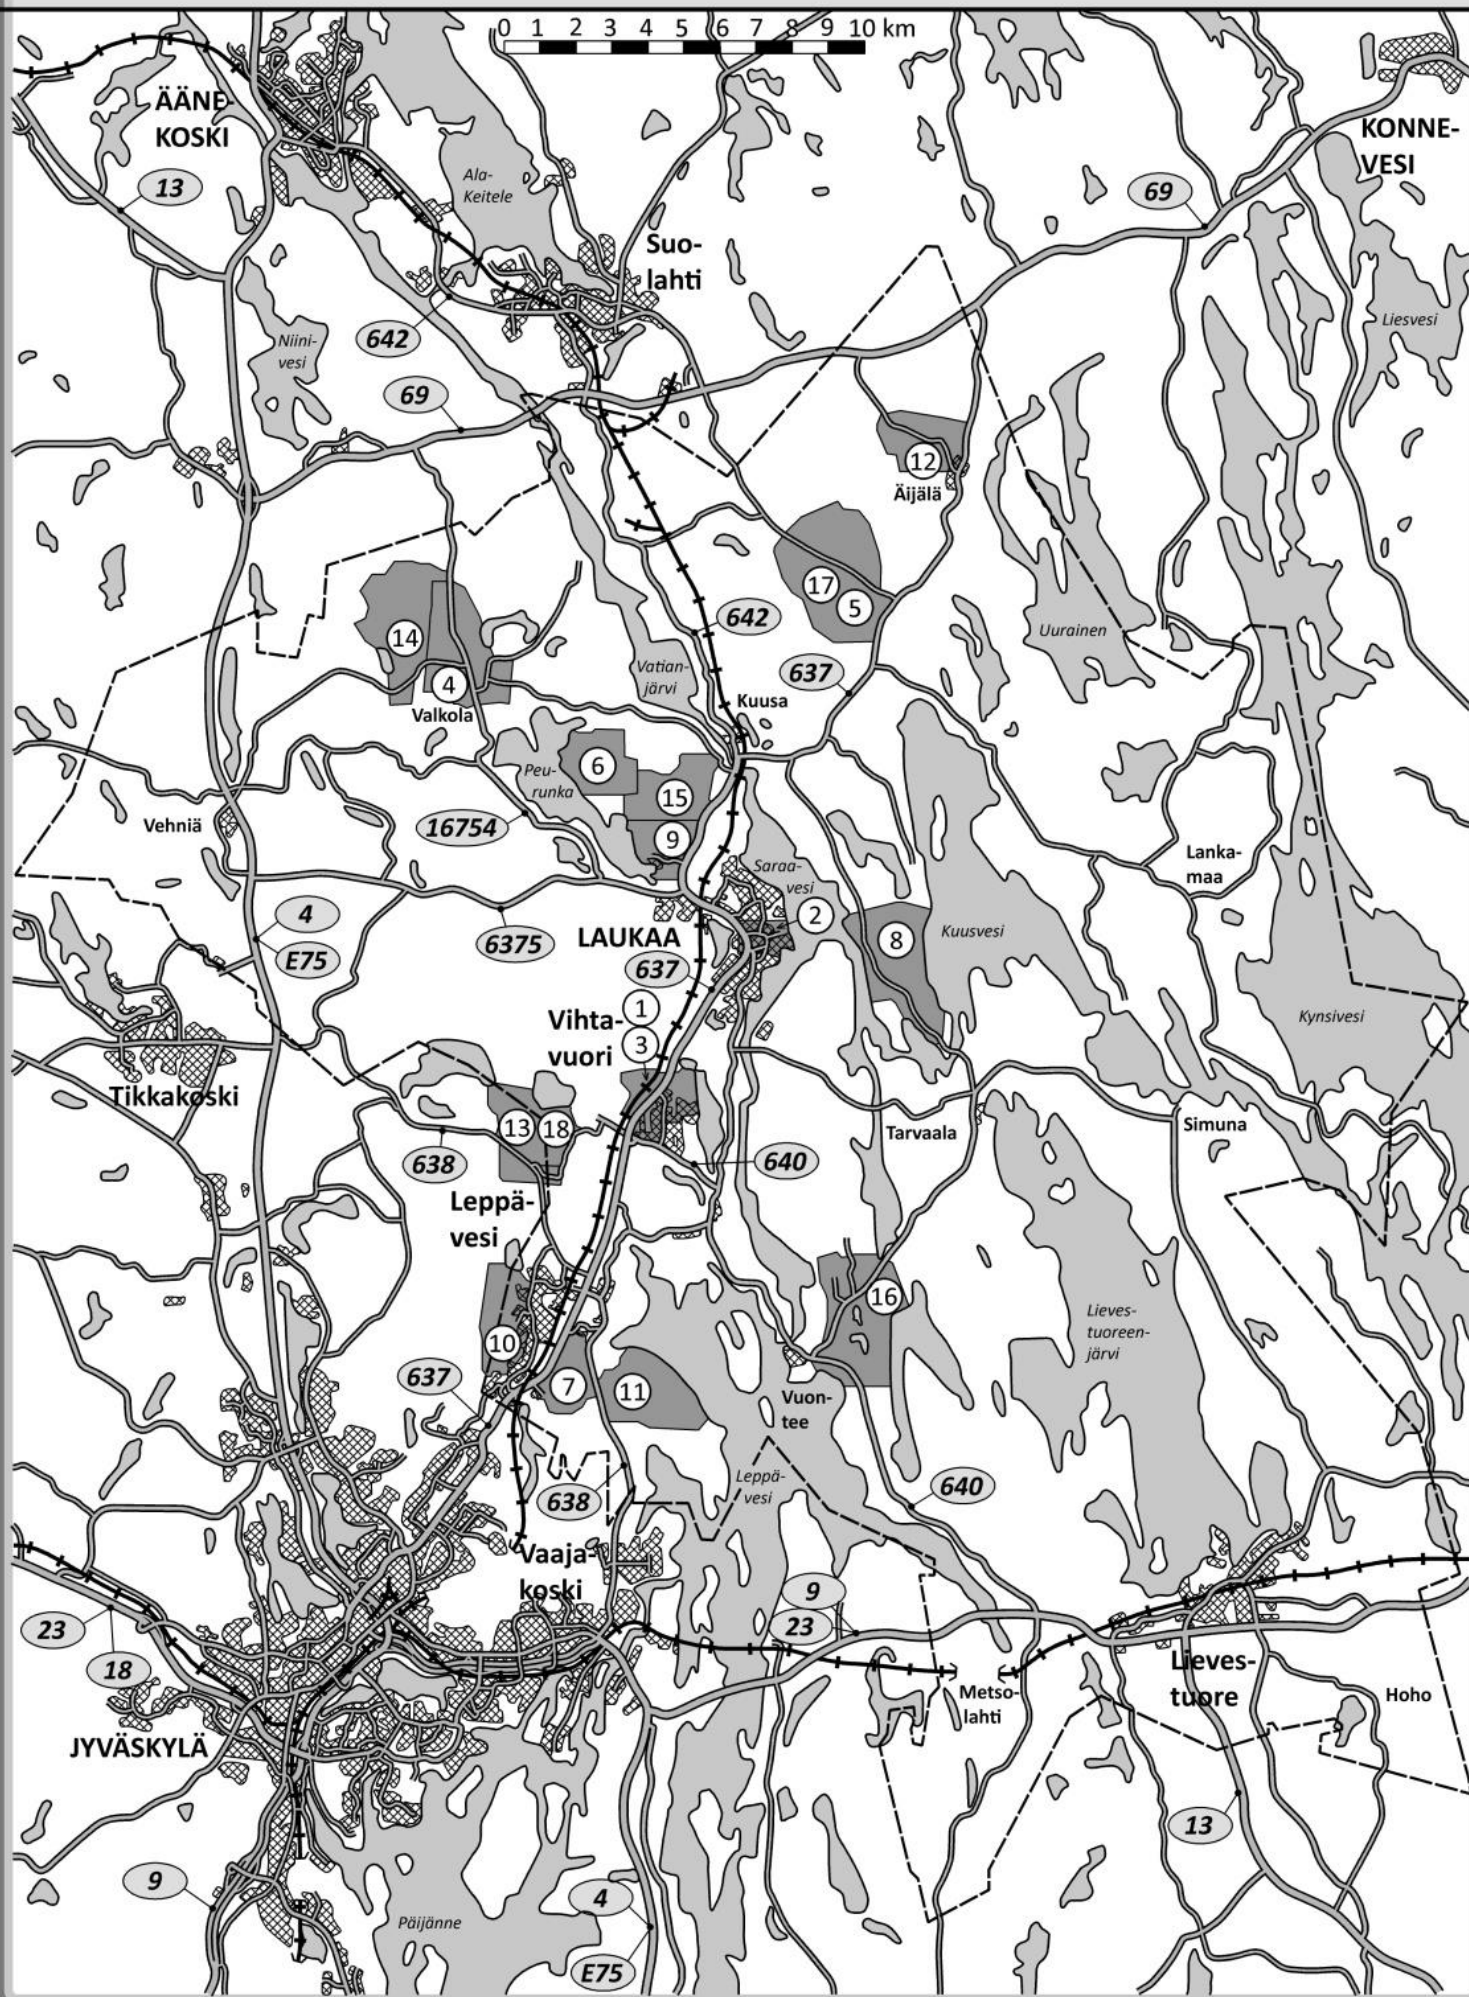 0 1 2 3 4 5 6 7 8 9 10 km
ÄÄNE-
KOSKI
KONNE-
VESI
Ala-
Keitele
13
69
Suo-
lahti
642
Niini-
vesi
Liesvesi
69
12
Äijälä
17
5
14
642
Uurainen
Vatian-
järvi
637
4
Valkola
Kuusa
6
Peu-
runka
15
16754
Vehniä
9
Lanka-
maa
Saara-
vesi
4
2
6375
LAUKAA
8
Kuusvesi
E75
637
1
Vihta-
vuori
3
Kynsivesi
Tikkakoski
13
18
Tarvaala
Simuna
638
640
Leppä-
vesi
16
Lieves-
tuoreen-
järvi
10
637
7
11
Vuon-
tee
Leppä-
vesi
638
640
Vaaja-
koski
9
23
23
18
Lieves-
tuore
Metso-
lahti
Hoho
JYVÄSKYLÄ
13
9
4
Päijänne
E75